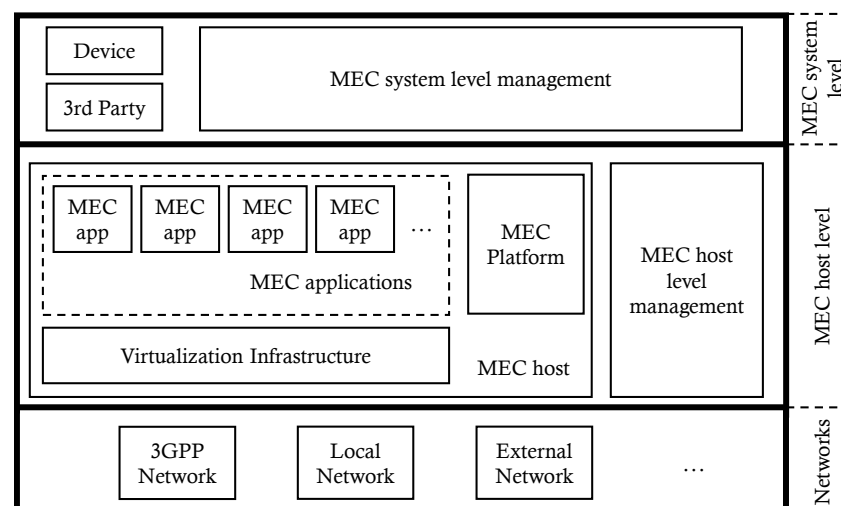 Device
3rd Party
MEC system level management
MEC system
level
MEC
app
MEC
app
MEC
app
MEC
app
...
MEC applications
MEC
Platform
Virtualization Infrastructure
MEC host
MEC host
level
management
MEC host level
3GPP
Network
Local
Network
External
Network
...
Networks